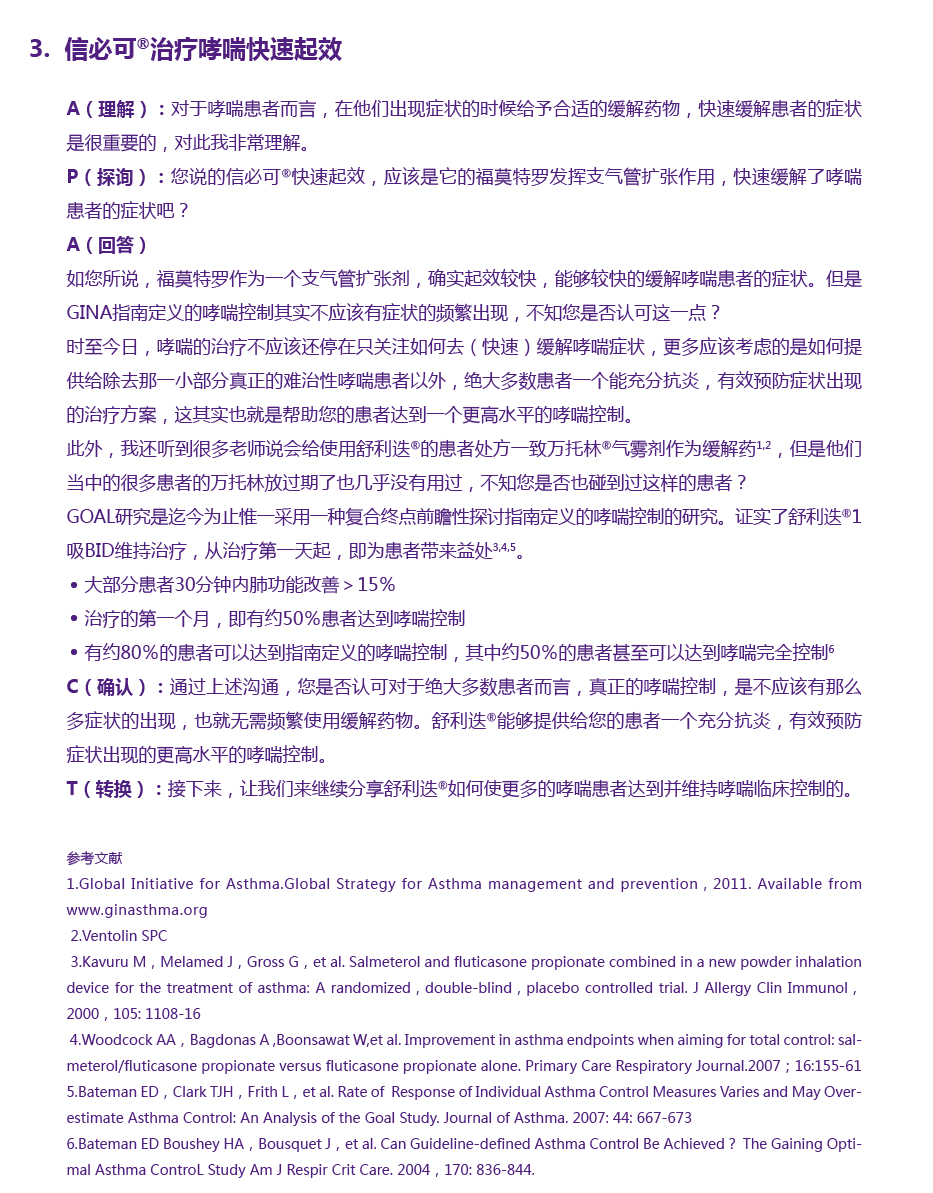 3. 信必可®治疗哮喘快速起效
A（理解）：对于哮喘患者而言，在他们出现症状的时候给予合适的缓解药物，快速缓解患者的症状
是很重要的，对此我非常理解。
P（探询）：您说的信必可®快速起效，应该是它的福莫特罗发挥支气管扩张作用，快速缓解了哮喘
患者的症状吧？
A（回答）
如您所说，福莫特罗作为一个支气管扩张剂，确实起效较快，能够较快的缓解哮喘患者的症状。但是
GINA指南定义的哮喘控制其实不应该有症状的频繁出现，不知您是否认可这一点？
时至今日，哮喘的治疗不应该还停在只关注如何去（快速）缓解哮喘症状，更多应该考虑的是如何提
供给除去那一小部分真正的难治性哮喘患者以外，绝大多数患者一个能充分抗炎，有效预防症状出现
的治疗方案，这其实也就是帮助您的患者达到一个更高水平的哮喘控制。
此外，我还听到很多老师说会给使用舒利迭®的患者处方一致万托林®气雾剂作为缓解药1,2，但是他们
当中的很多患者的万托林放过期了也几乎没有用过，不知您是否也碰到过这样的患者？
GOAL研究是迄今为止惟一采用一种复合终点前瞻性探讨指南定义的哮喘控制的研究。证实了舒利迭®1
吸BID维持治疗，从治疗第一天起，即为患者带来益处3,4,5。
• 大部分患者30分钟内肺功能改善＞15%
• 治疗的第一个月，即有约50%患者达到哮喘控制
• 有约80%的患者可以达到指南定义的哮喘控制，其中约50%的患者甚至可以达到哮喘完全控制6
C（确认）：通过上述沟通，您是否认可对于绝大多数患者而言，真正的哮喘控制，是不应该有那么
多症状的出现，也就无需频繁使用缓解药物。舒利迭®能够提供给您的患者一个充分抗炎，有效预防
症状出现的更高水平的哮喘控制。
T（转换）：接下来，让我们来继续分享舒利迭®如何使更多的哮喘患者达到并维持哮喘临床控制的。
参考文献
1.Global Initiative for Asthma.Global Strategy for Asthma management and prevention，2011. Available from
www.ginasthma.org
2.Ventolin SPC
3.Kavuru M，Melamed J，Gross G，et al. Salmeterol and fluticasone propionate combined in a new powder inhalation
device for the treatment of asthma: A randomized，double-blind，placebo controlled trial. J Allergy Clin Immunol，
2000，105: 1108-16
4.Woodcock AA，Bagdonas A ,Boonsawat W,et al. Improvement in asthma endpoints when aiming for total control: sal-
meterol/fluticasone propionate versus fluticasone propionate alone. Primary Care Respiratory Journal.2007；16:155-61
5.Bateman ED，Clark TJH，Frith L，et al. Rate of Response of Individual Asthma Control Measures Varies and May Over-
estimate Asthma Control: An Analysis of the Goal Study. Journal of Asthma. 2007: 44: 667-673
6.Bateman ED Boushey HA，Bousquet J，et al. Can Guideline-defined Asthma Control Be Achieved？ The Gaining Opti-
mal Asthma ControL Study Am J Respir Crit Care. 2004，170: 836-844.